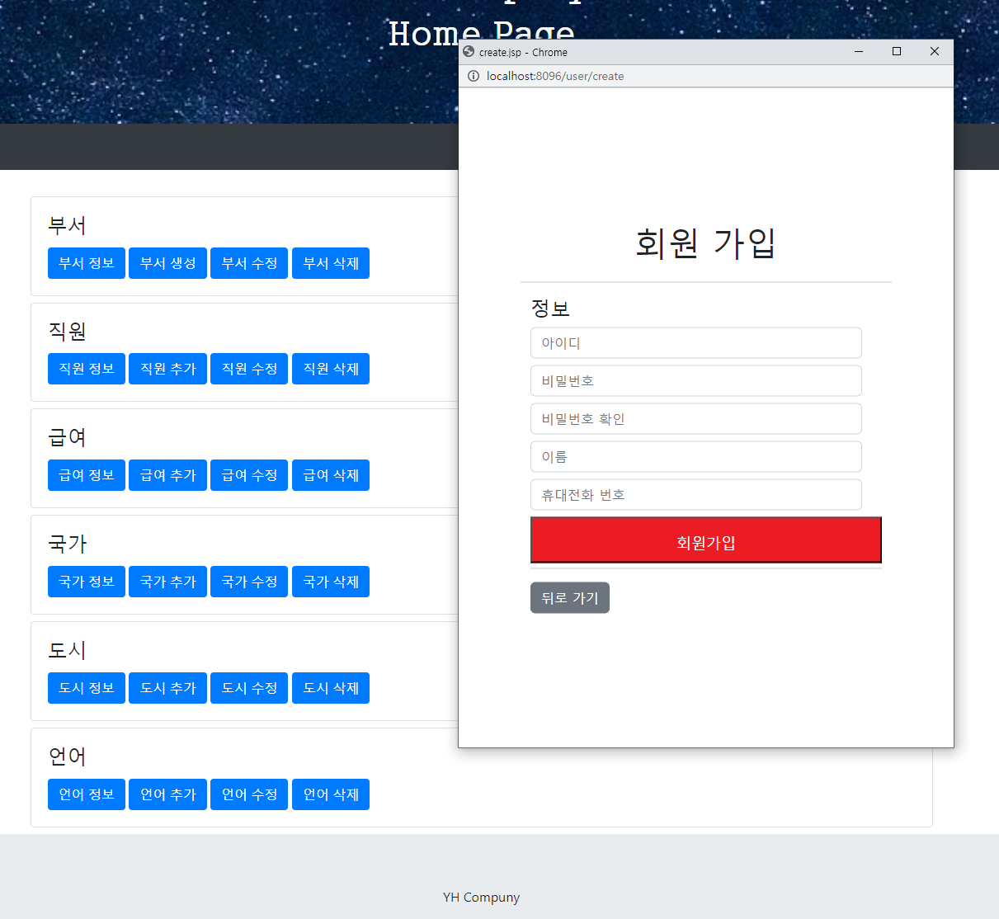 Home Page
create.jsp - Chrome
localhost:8096/user/create
회원 가입
정보
아이디
비밀번호
비밀번호 확인
이름
휴대전화 번호
회원가입
뒤로 가기
부서
부서 정보 부서 생성 부서 수정 부서 삭제
직원
직원 정보 직원 추가 직원 수정 직원 삭제
급여
급여 정보 급여 추가 급여 수정 급여 삭제
국가
국가 정보 국가 추가 국가 수정 국가 삭제
도시
도시 정보 도시 추가 도시 수정 도시 삭제
언어
언어 정보 언어 추가 언어 수정 언어 삭제
YH Compuny